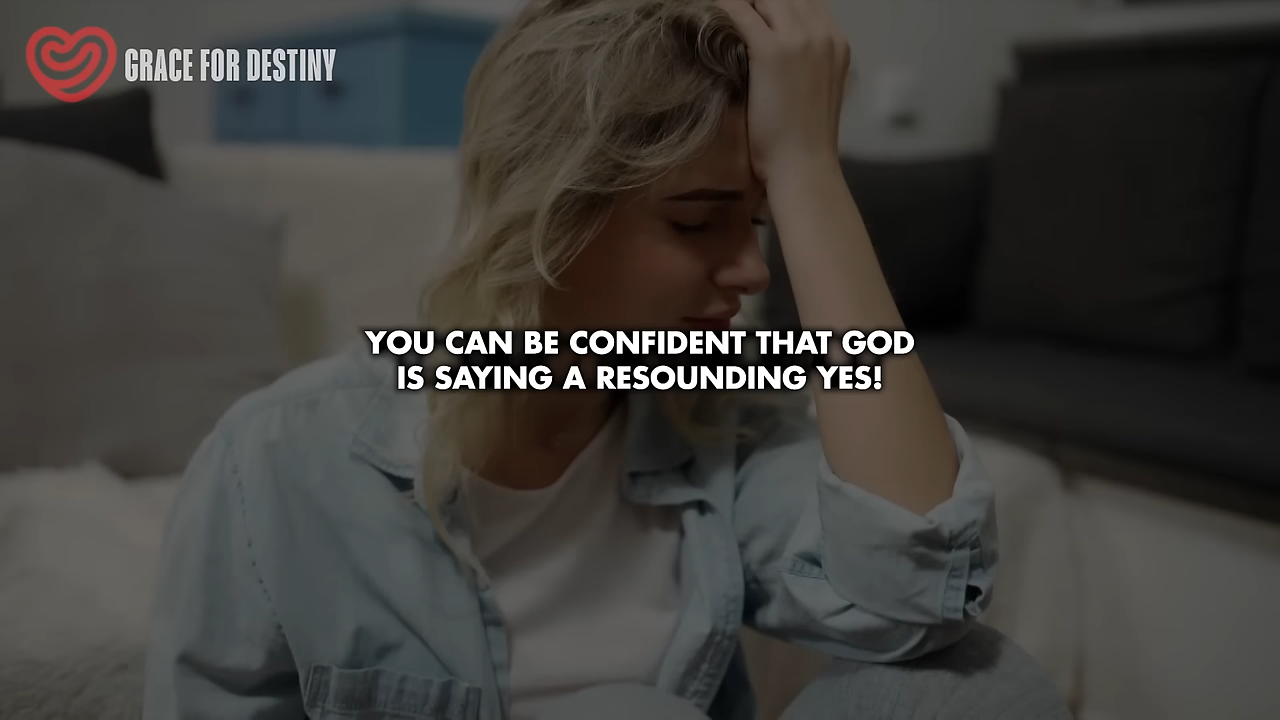 GRACE FOR DESTINY
YOU CAN BE CONFIDENT THAT GOD
IS SAYING A RESOUNDING YES!